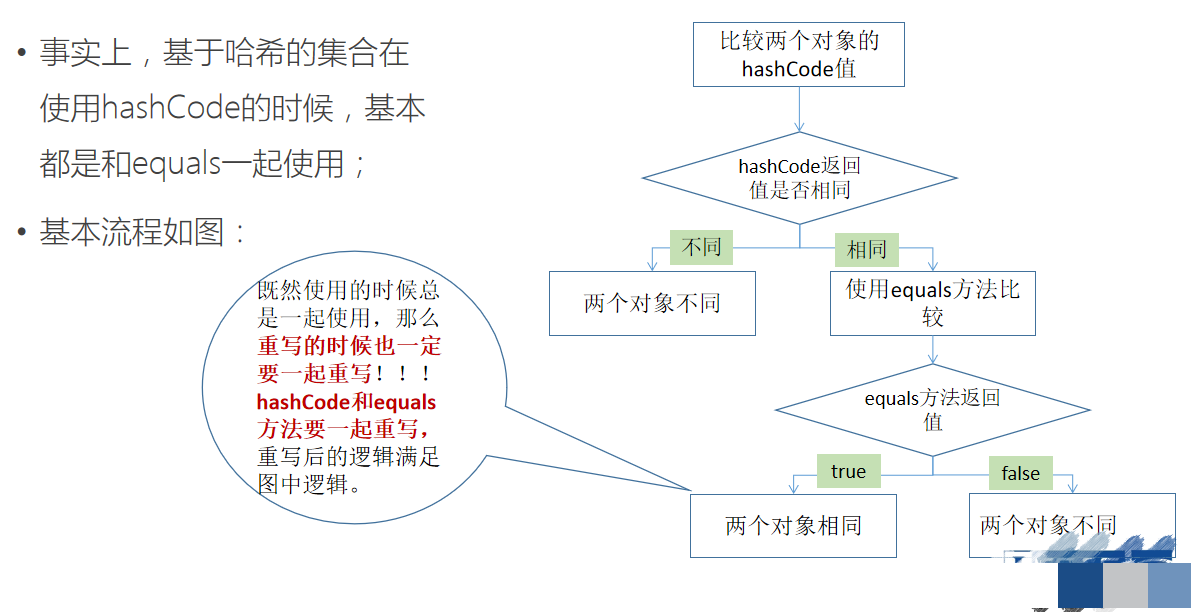 • 事实上，基于哈希的集合在
使用hashCode的时候，基本
都是和equals一起使用；
• 基本流程如图：
既然使用的时候总
是一起使用，那么
重写的时候也一定
要一起重写！！！
hashCode和equals
方法要一起重写，
重写后的逻辑满足
图中逻辑。
比较两个对象的
hashCode值
hashCode返回
值是否相同
不同
相同
两个对象不同
使用equals方法比
较
equals方法返回
值
true
false
两个对象相同
两个对象不同